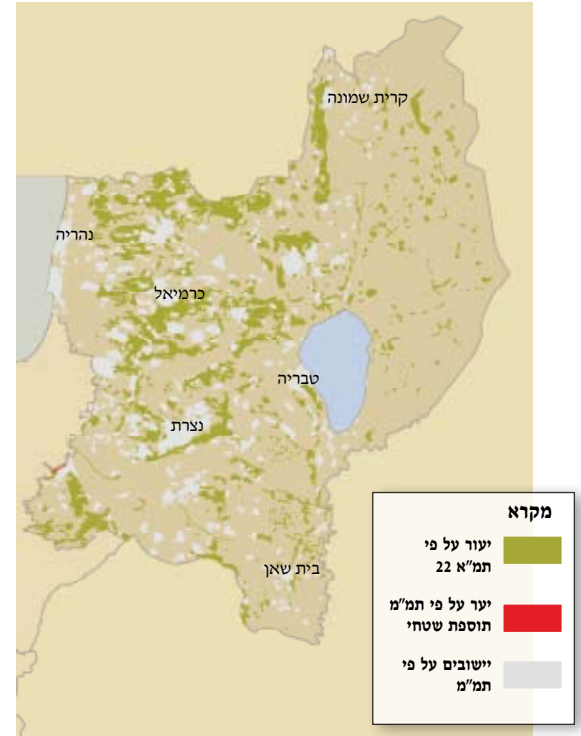 קרית שמונה
נהריה
כרמיאל
טבריה
נצרת
בית שאן
מקרא
יעור על פי
תמ"א 22
יער על פי תמ"מ
תוספת שטחי
יישובים על פי
תמ"מ